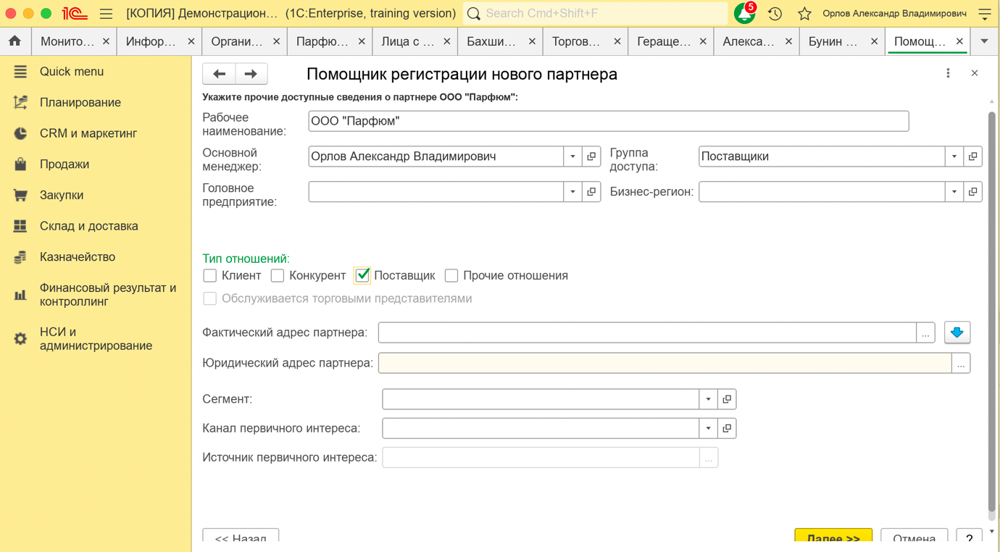 1С [КОПИЯ] Демонстрацион... (1C:Enterprise, training version) Search Cmd+Shift+F 5 Орлов Александр Владимирович
Монито... × Инфор... × Органи... × Парфю... × Лица с ... × Бахши... × Торгов... × Гераще... × Алекса... × Бунин ... × Помощ... ×
Quick menu
Планирование
CRM и маркетинг
Продажи
Закупки
Склад и доставка
Казначейство
Финансовый результат и
контроллинг
НСИ и
администрирование
Помощник регистрации нового партнера
Укажите прочие доступные сведения о партнере ООО "Парфюм":
Рабочее
наименование:
ООО "Парфюм"
Основной
менеджер:
Орлов Александр Владимирович
Группа
доступа:
Поставщики
Головное
предприятие:
Бизнес-регион:
Тип отношений:
Клиент Конкурент Поставщик Прочие отношения
Обслуживается торговыми представителями
Фактический адрес партнера: ...
Юридический адрес партнера: ...
Сегмент:
Канал первичного интереса:
Источник первичного интереса: ...
<< Назад Далее >> Отмена ?